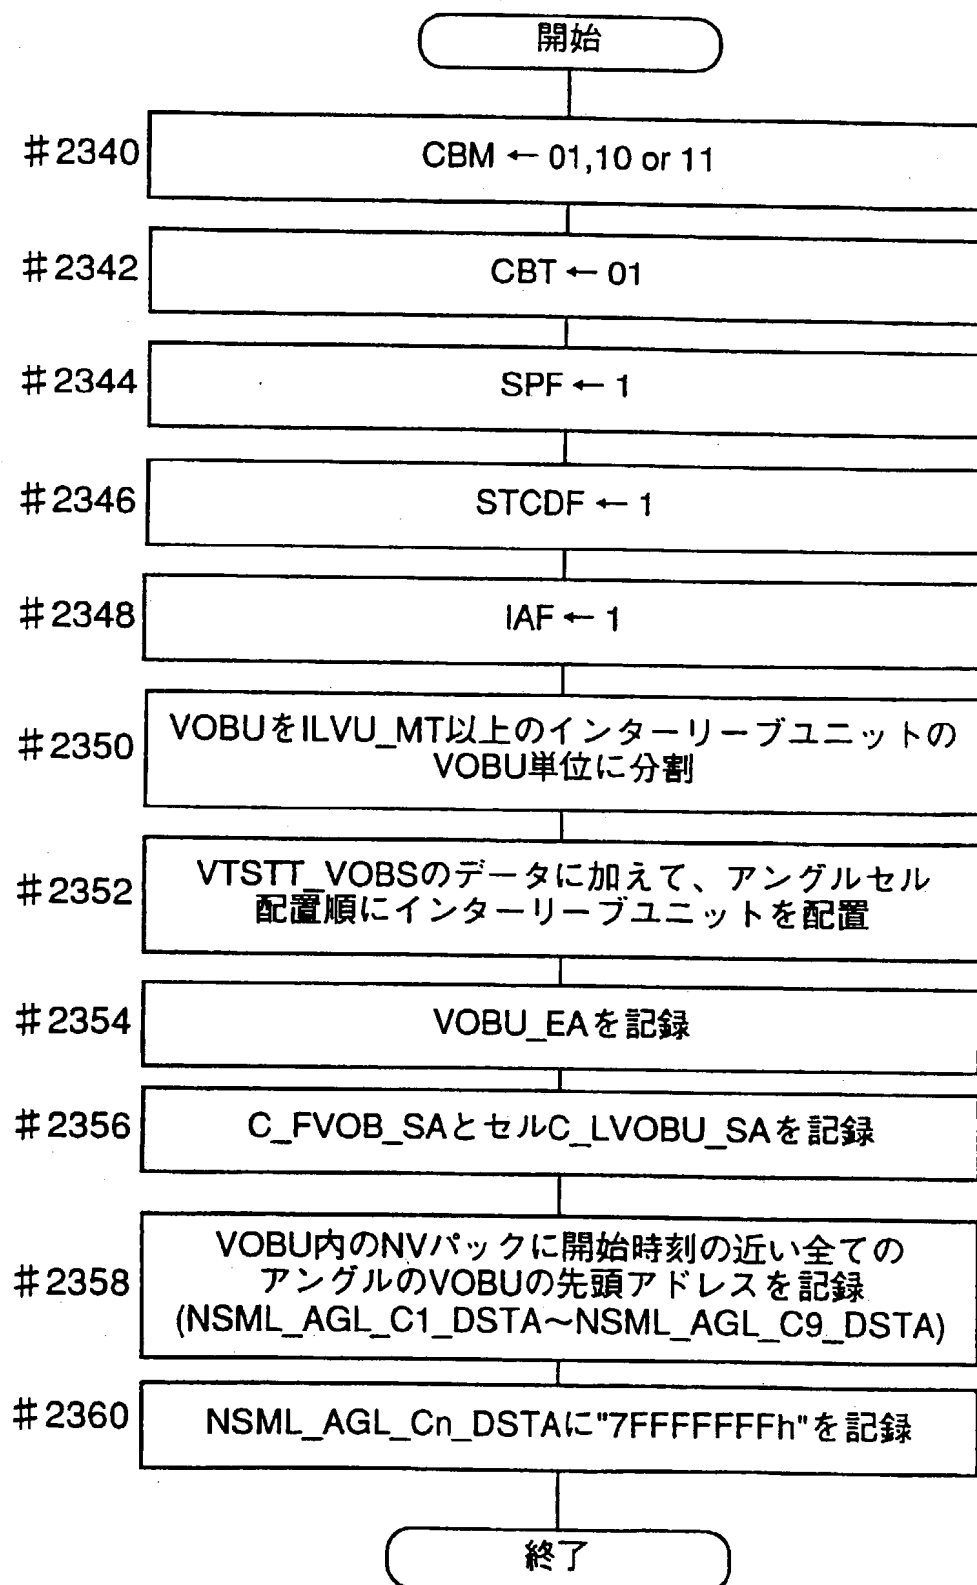 開始
#2340
CBM ← 01,10 or 11
#2342
CBT ← 01
#2344
SPF ← 1
#2346
STCDF ← 1
#2348
IAF ← 1
#2350
VOBUをILVU_MT以上のインターリーブユニットの
VOBU単位に分割
#2352
VTSTT_VOBSのデータに加えて、アングルセル
配置順にインターリーブユニットを配置
#2354
VOBU_EAを記録
#2356
C_FVOB_SAとセルC_LVOBU_SAを記録
#2358
VOBU内のNVパックに開始時刻の近い全ての
アングルのVOBUの先頭アドレスを記録
(NSML_AGL_C1_DSTA～NSML_AGL_C9_DSTA)
#2360
NSML_AGL_Cn_DSTAに"7FFFFFFFh"を記録
終了